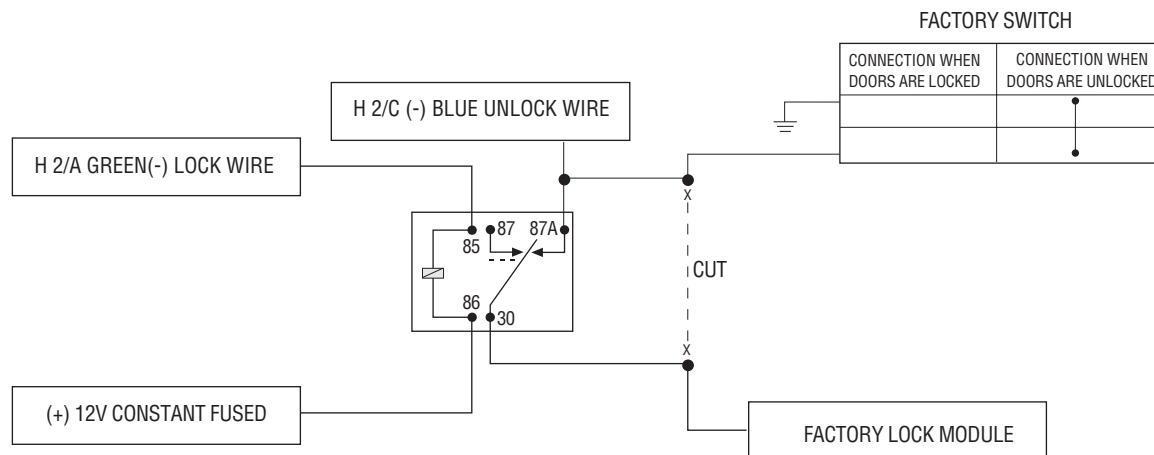 FACTORY SWITCH
CONNECTION WHEN
DOORS ARE LOCKED
CONNECTION WHEN
DOORS ARE UNLOCKED
H 2/C (-) BLUE UNLOCK WIRE
H 2/A GREEN(-) LOCK WIRE
X
85
87
87A
CUT
86
30
X
(+) 12V CONSTANT FUSED
FACTORY LOCK MODULE